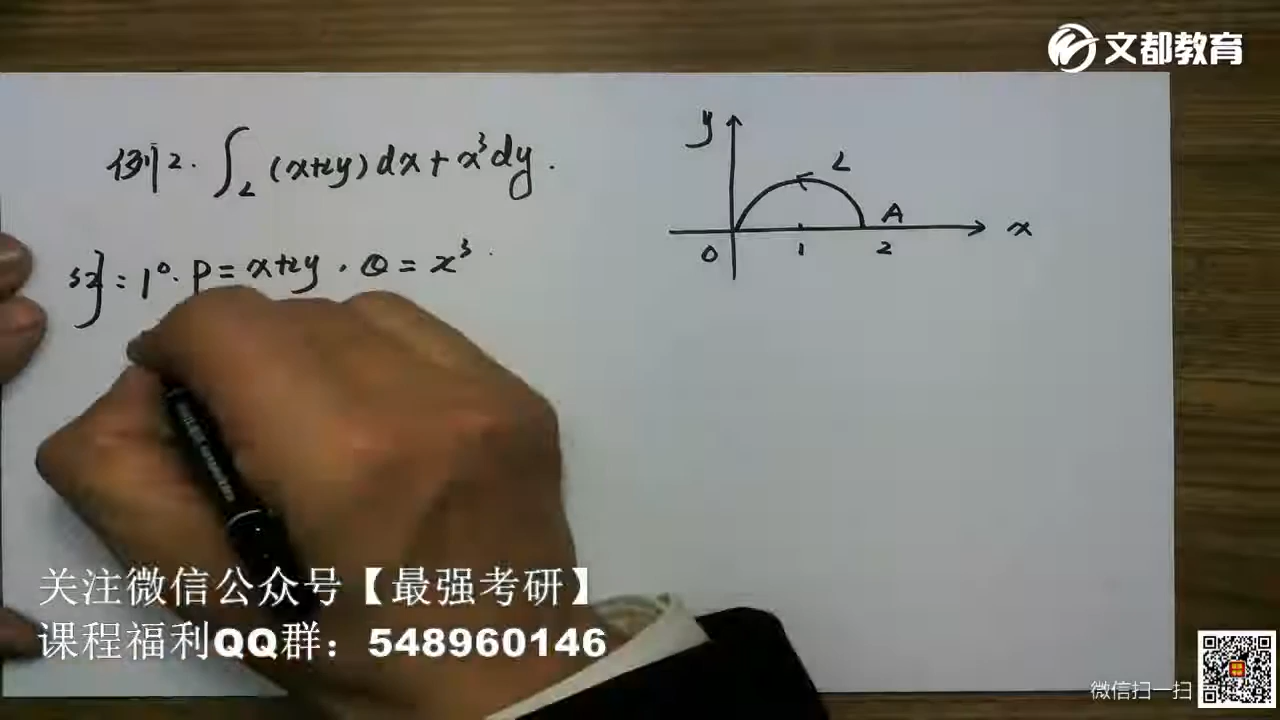 文都教育
例2. ∫_L (x+2y)dx+x³dy.
y
L
A
x
0 1 2
解: 1°. P=x+2y, Q=x³
关注微信公众号【最强考研】
课程福利QQ群：548960146
微信扫一扫